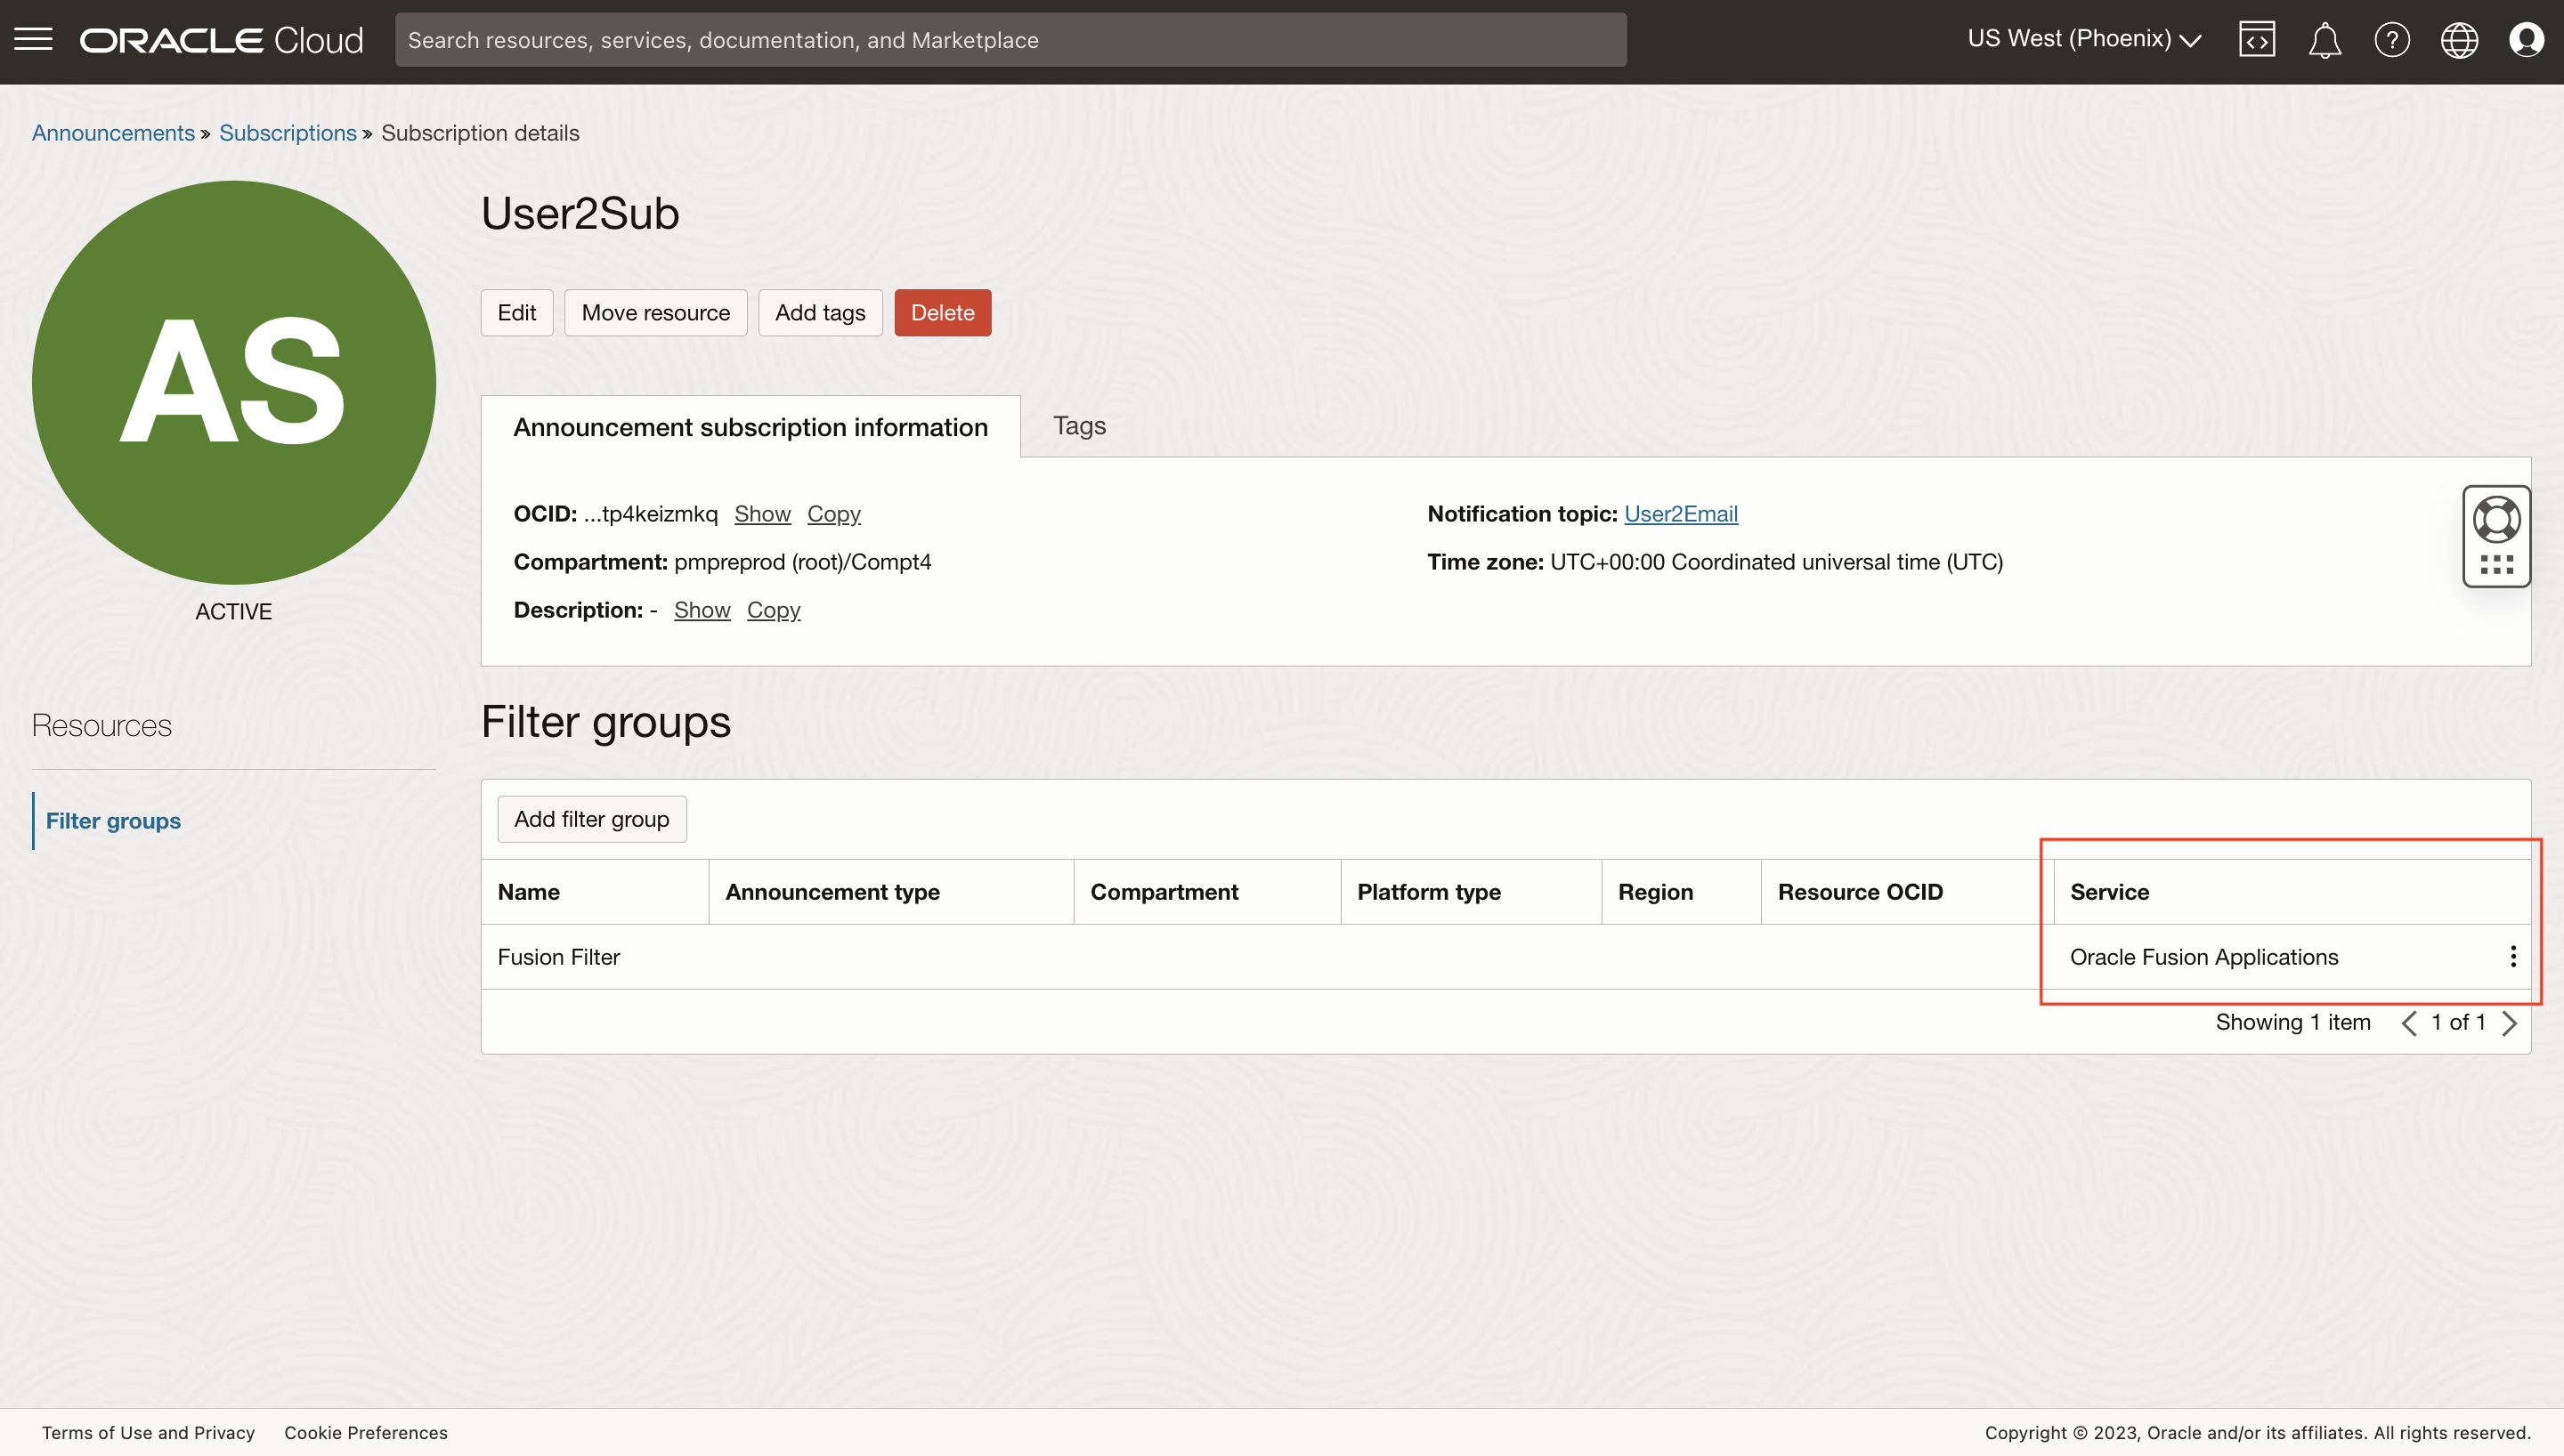 ORACLE Cloud
Search resources, services, documentation, and Marketplace
US West (Phoenix)
Announcements » Subscriptions » Subscription details
AS
ACTIVE
User2Sub
Edit Move resource Add tags Delete
Announcement subscription information Tags
OCID: ...tp4keizmkq Show Copy
Notification topic: User2Email
Compartment: pmpreprod (root)/Compt4
Time zone: UTC+00:00 Coordinated universal time (UTC)
Description: - Show Copy
Resources
Filter groups
Filter groups
Add filter group
Name Announcement type Compartment Platform type Region Resource OCID Service
Fusion Filter Oracle Fusion Applications
Showing 1 item 1 of 1
Terms of Use and Privacy Cookie Preferences
Copyright © 2023, Oracle and/or its affiliates. All rights reserved.